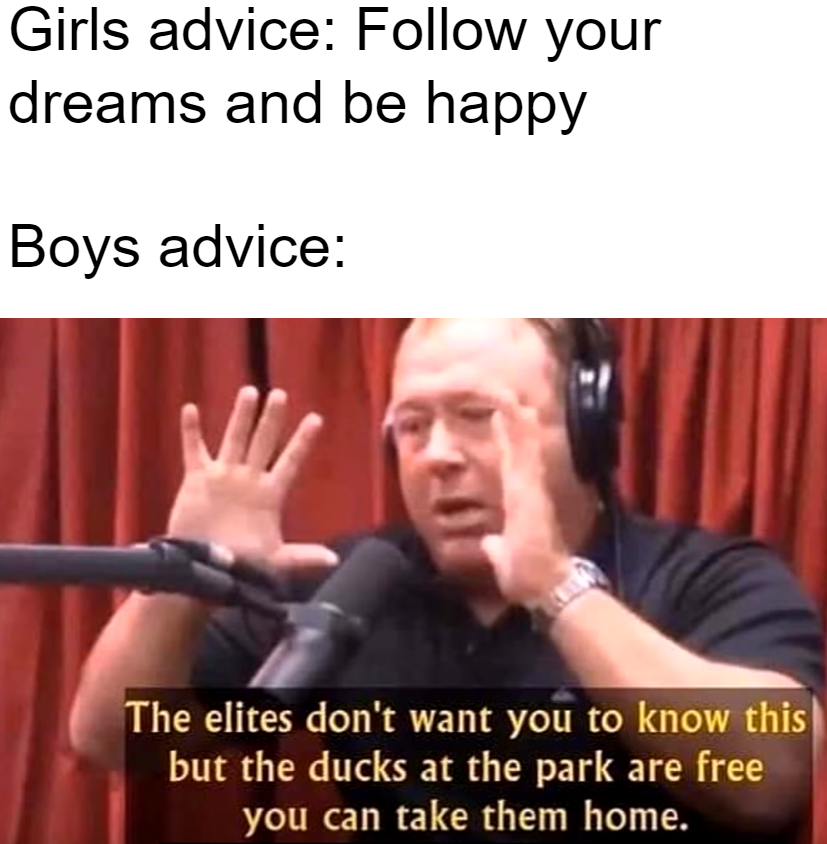 Girls advice: Follow your
dreams and be happy
Boys advice:
The elites don't want you to know this
but the ducks at the park are free
you can take them home.